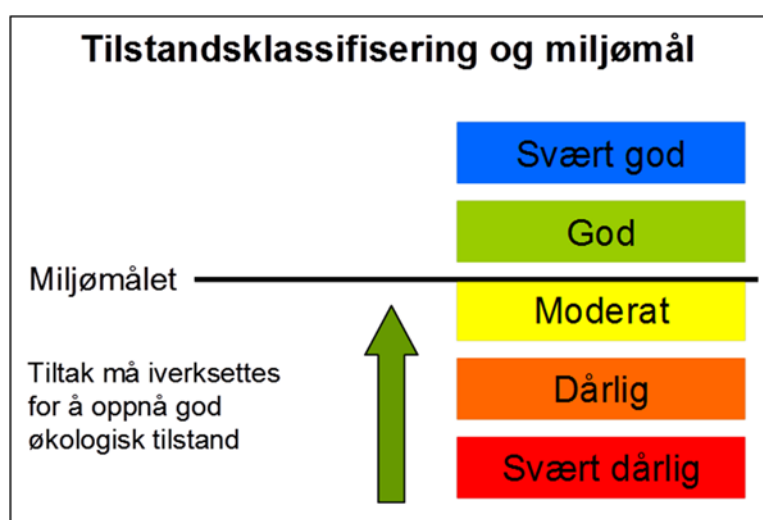 Tilstandsklassifisering og miljømål
Svært god
God
Miljømålet
Moderat
Tiltak må iverksettes
for å oppnå god
økologisk tilstand
Dårlig
Svært dårlig